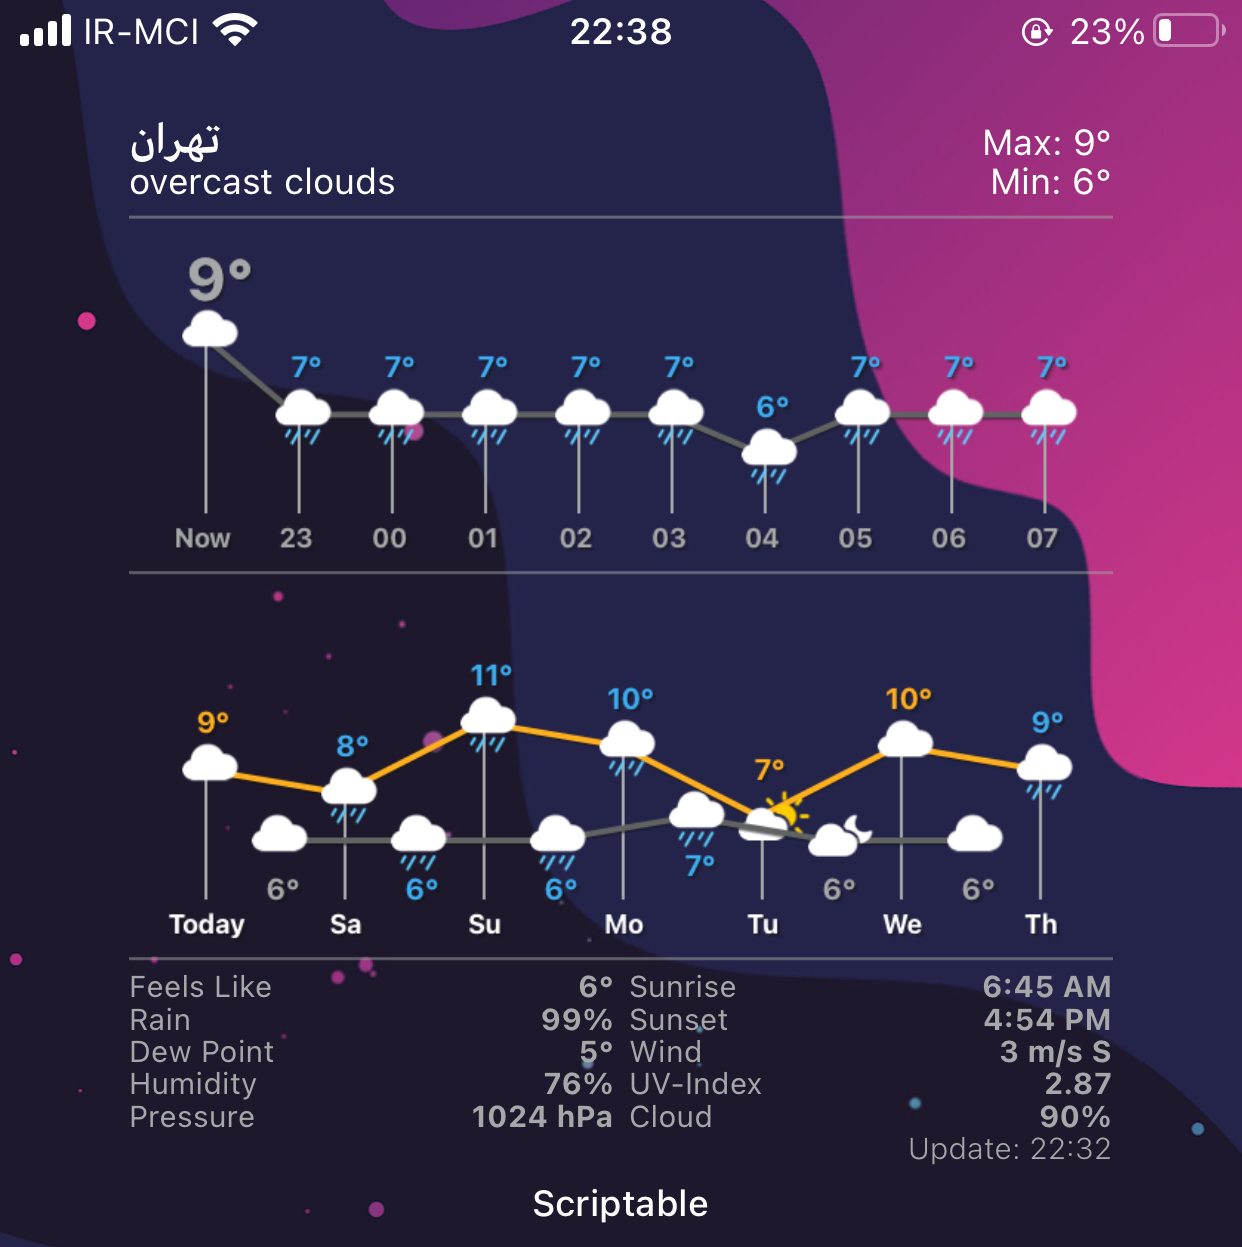 IR-MCI 22:38 23%
تهران
overcast clouds
Max: 9°
Min: 6°
9°
7° 7° 7° 7° 7° 6° 7° 7° 7°
Now 23 00 01 02 03 04 05 06 07
9° 8° 11° 10° 7° 10° 9°
6° 6° 6° 7° 6° 6°
Today Sa Su Mo Tu We Th
Feels Like 6° Sunrise 6:45 AM
Rain 99% Sunset 4:54 PM
Dew Point 5° Wind 3 m/s S
Humidity 76% UV-Index 2.87
Pressure 1024 hPa Cloud 90%
Update: 22:32
Scriptable